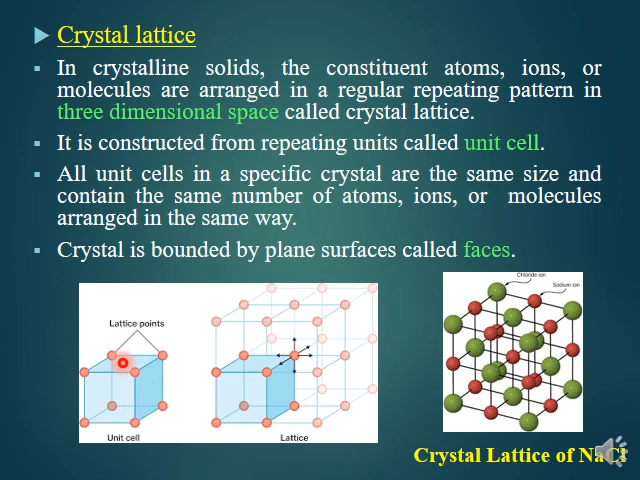 Crystal lattice
In crystalline solids, the constituent atoms, ions, or
molecules are arranged in a regular repeating pattern in
three dimensional space called crystal lattice.
It is constructed from repeating units called unit cell.
All unit cells in a specific crystal are the same size and
contain the same number of atoms, ions, or molecules
arranged in the same way.
Crystal is bounded by plane surfaces called faces.
Lattice points
Unit cell
Lattice
Chloride ion
Sodium ion
Crystal Lattice of NaCl